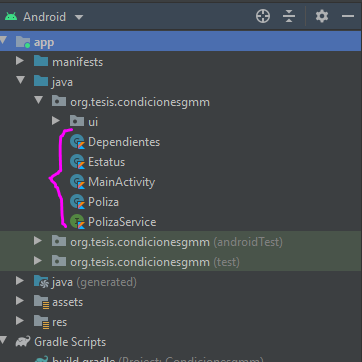 Android
app
manifests
java
org.tesis.condicionesgmm
ui
Dependientes
Estatus
MainActivity
Poliza
PolizaService
org.tesis.condicionesgmm (androidTest)
org.tesis.condicionesgmm (test)
java (generated)
assets
res
Gradle Scripts
build.gradle (Project: Condicionesgmm)